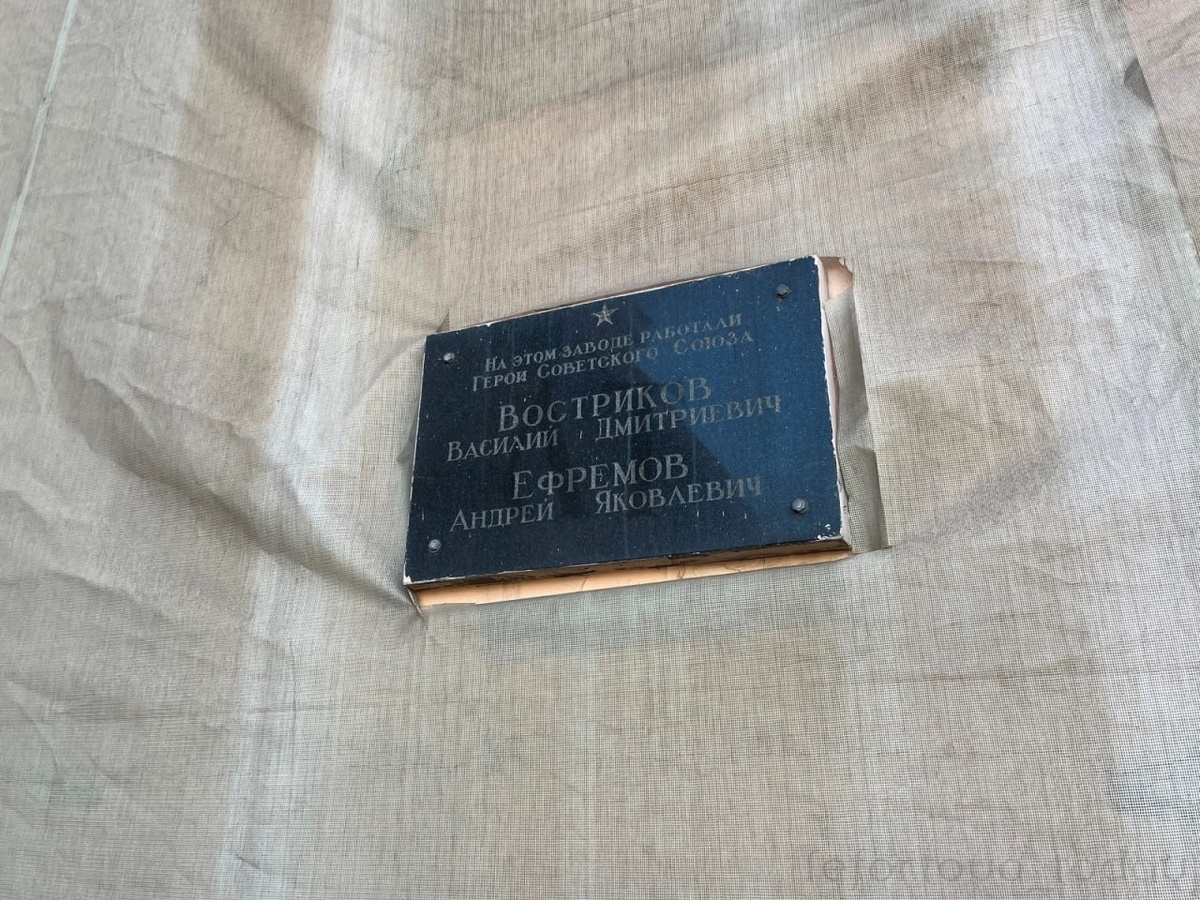 На этом заводе работали
Герои Советского Союза
Востриков
Василий Дмитриевич
Ефремов
Андрей Яковлевич